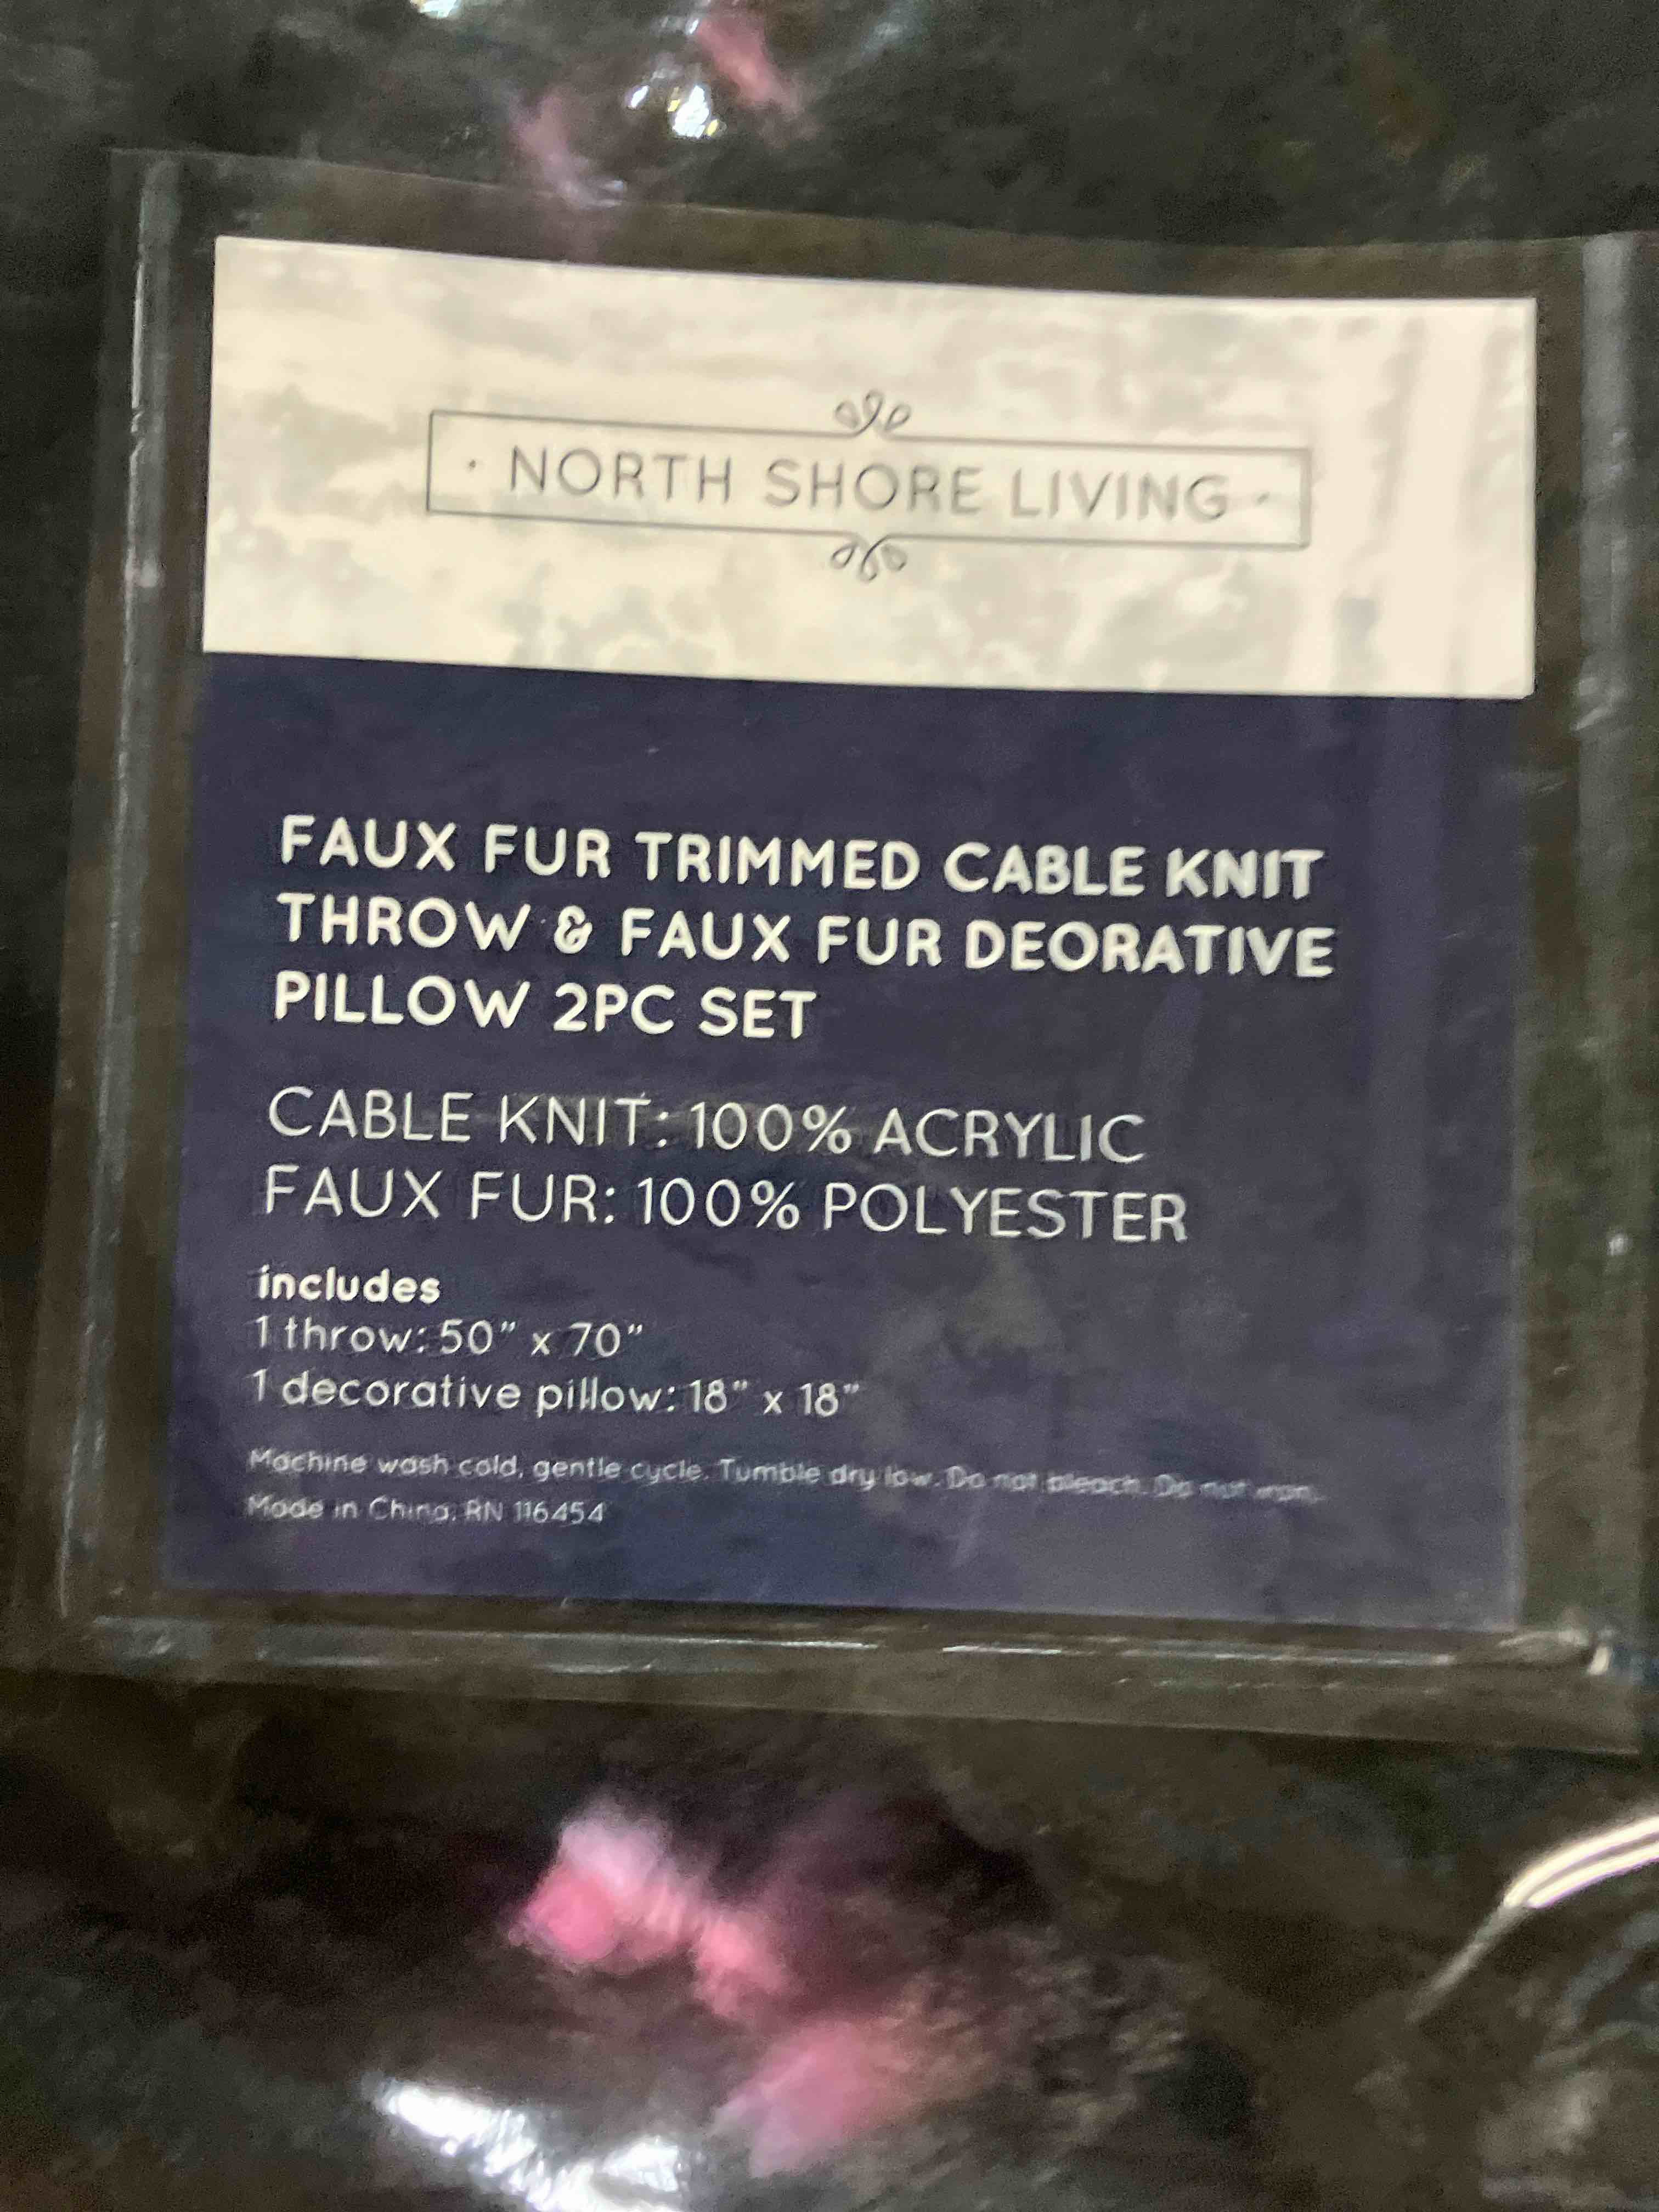 · NORTH SHORE LIVING ·
FAUX FUR TRIMMED CABLE KNIT
THROW & FAUX FUR DEORATIVE
PILLOW 2PC SET
CABLE KNIT: 100% ACRYLIC
FAUX FUR: 100% POLYESTER
includes
1 throw: 50" x 70"
1 decorative pillow: 18" x 18"
Machine wash cold, gentle cycle. Tumble dry low. Do not bleach. Do not iron.
Made in China. RN 116454